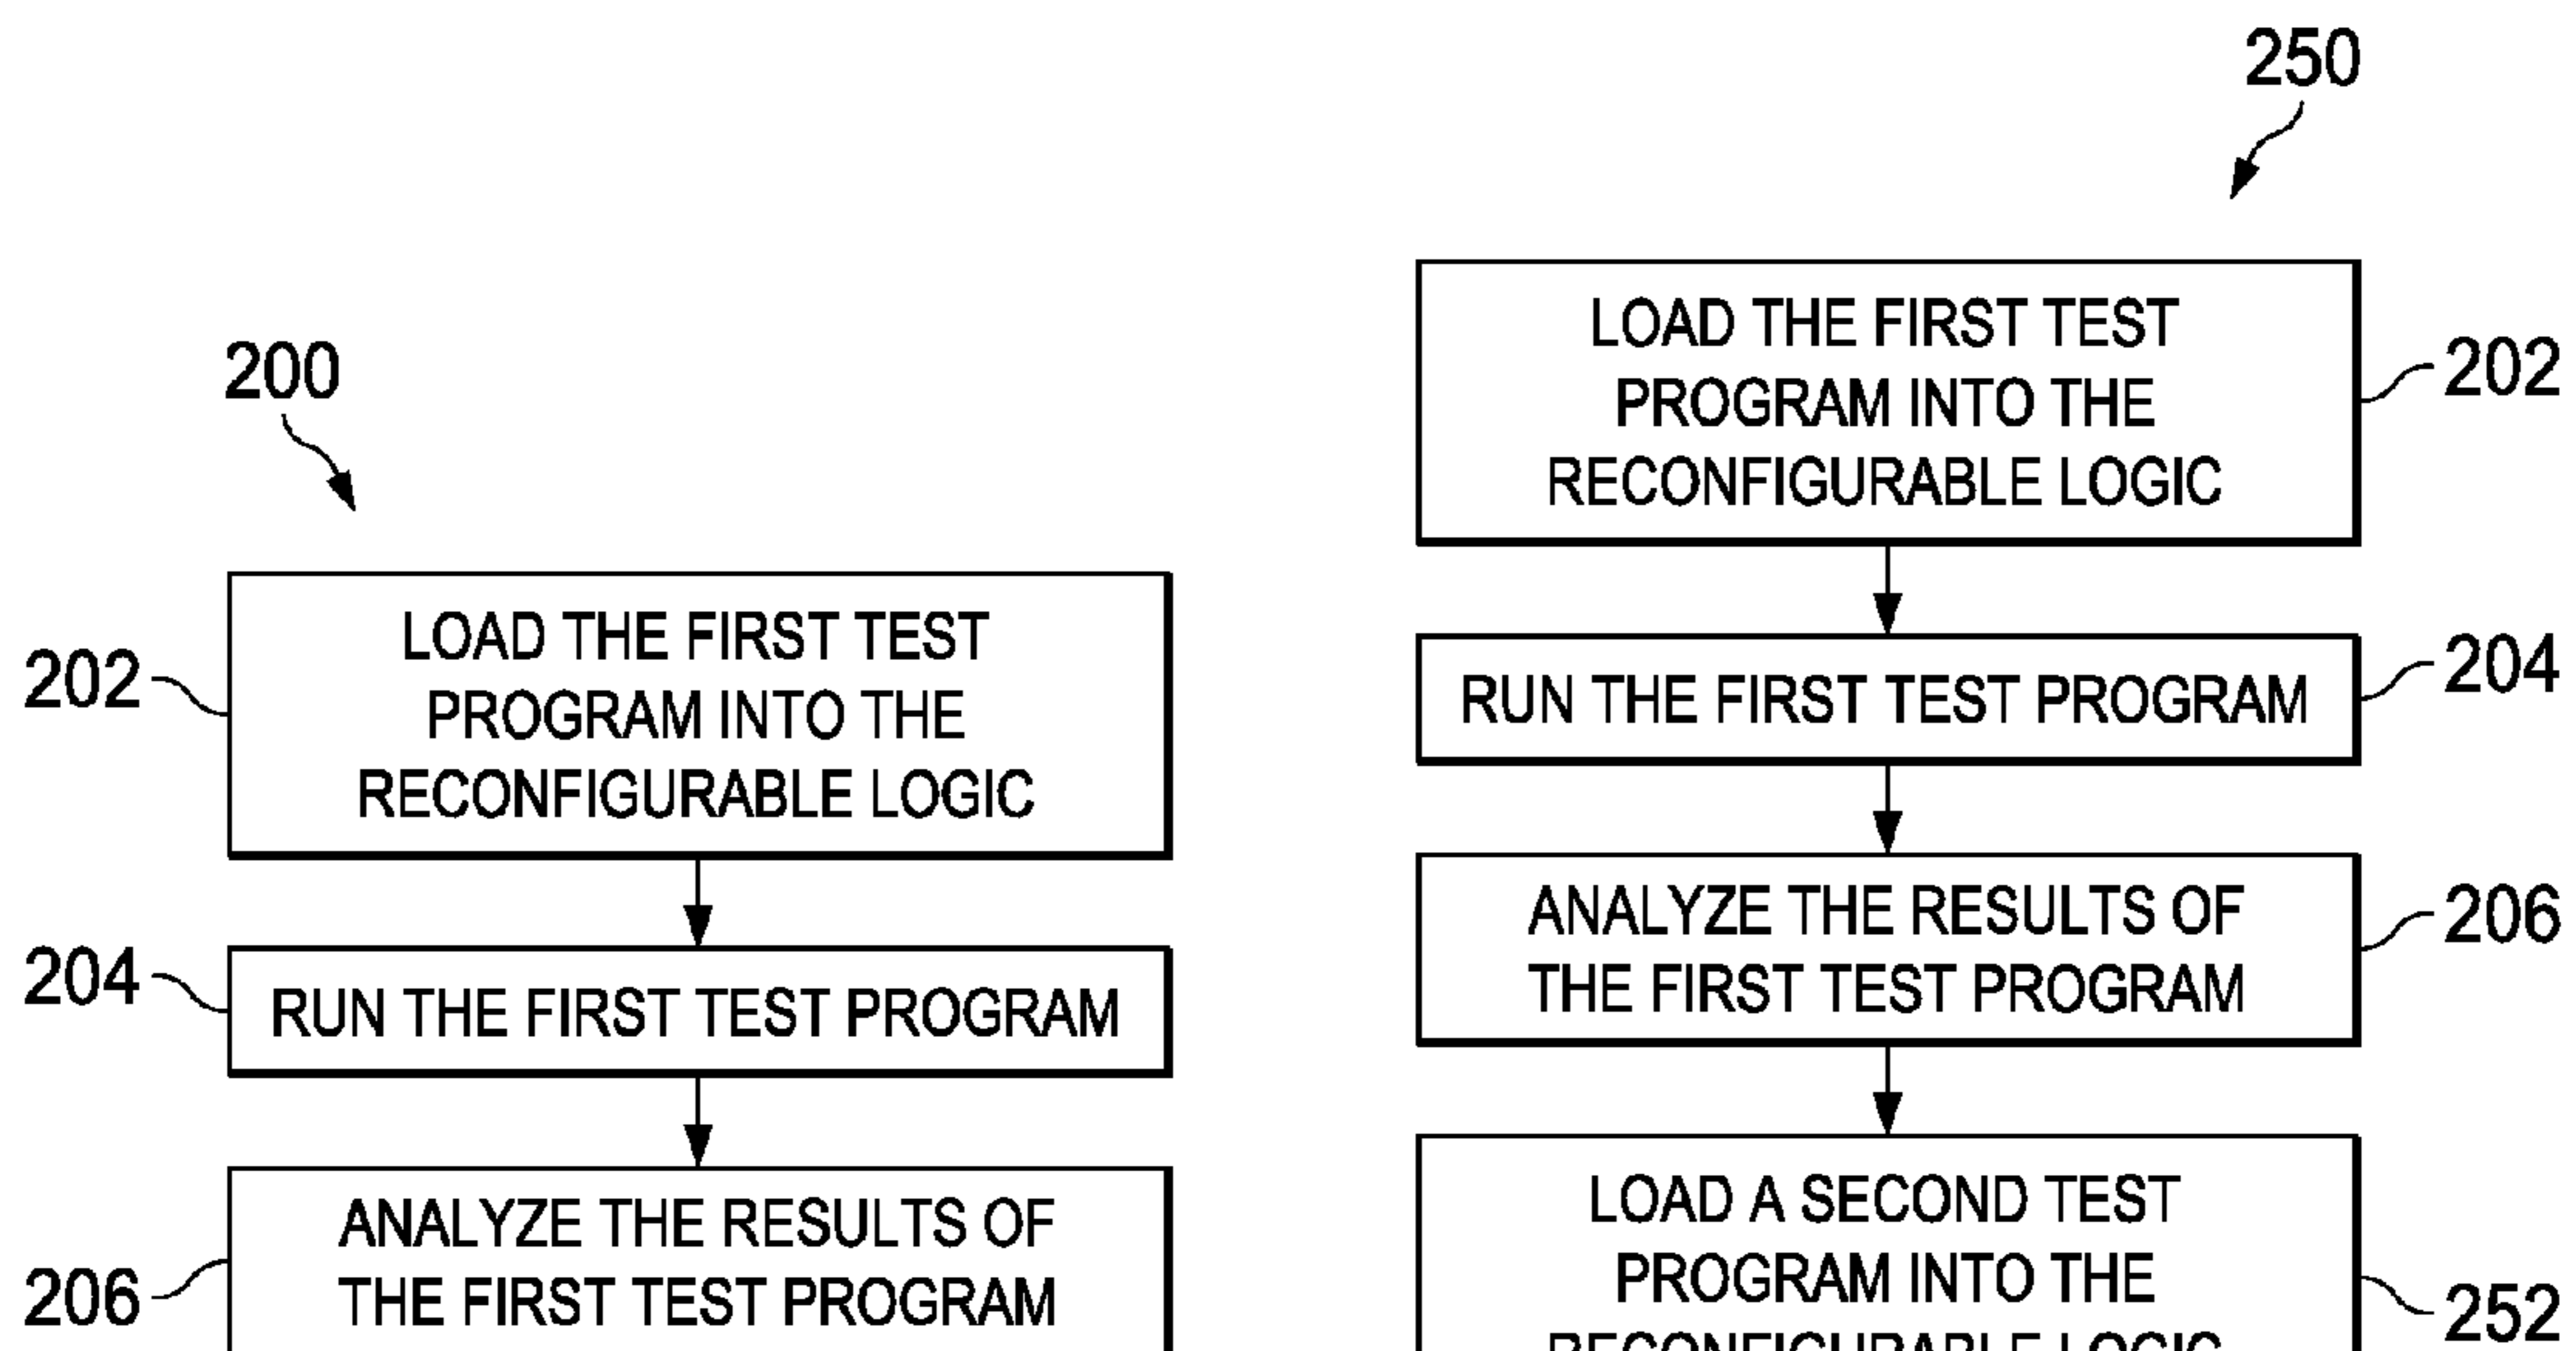 200
202
LOAD THE FIRST TEST
PROGRAM INTO THE
RECONFIGURABLE LOGIC
204
RUN THE FIRST TEST PROGRAM
206
ANALYZE THE RESULTS OF
THE FIRST TEST PROGRAM
250
LOAD THE FIRST TEST
PROGRAM INTO THE
RECONFIGURABLE LOGIC
202
RUN THE FIRST TEST PROGRAM
204
ANALYZE THE RESULTS OF
THE FIRST TEST PROGRAM
206
LOAD A SECOND TEST
PROGRAM INTO THE
RECONFIGURABLE LOGIC
252